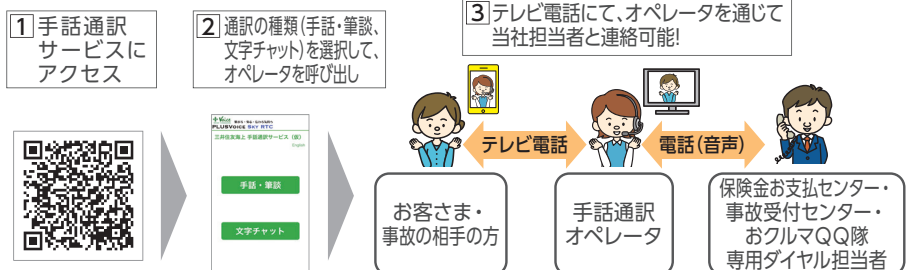 1 手話通訳
サービスに
アクセス
2 通訳の種類(手話・筆談、
文字チャット)を選択して、
オペレータを呼び出し
3 テレビ電話にて、オペレータを通じて
当社担当者と連絡可能!
PLUSVOICE SKY RTC
三井住友海上 手話通訳サービス(仮)
English
手話・筆談
文字チャット
テレビ電話
電話(音声)
お客さま・
事故の相手の方
手話通訳
オペレータ
保険金お支払センター・
事故受付センター・
おクルマQQ隊
専用ダイヤル担当者